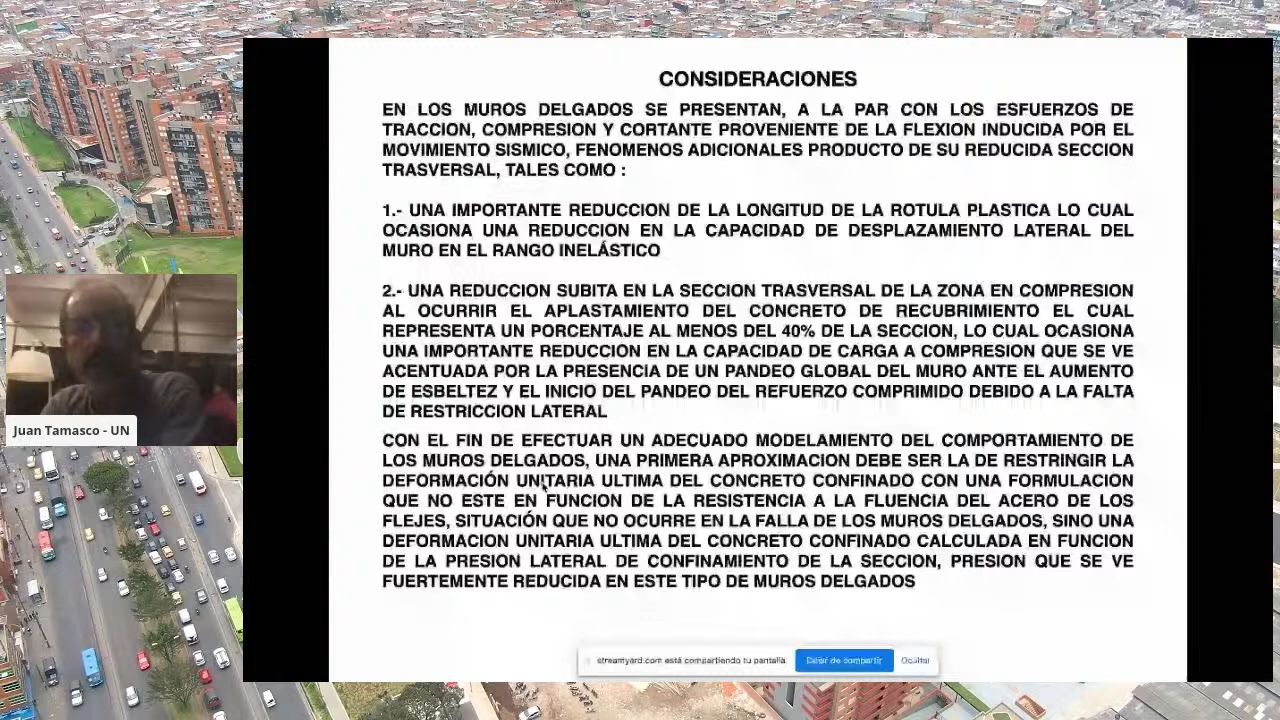 CONSIDERACIONES
EN LOS MUROS DELGADOS SE PRESENTAN, A LA PAR CON LOS ESFUERZOS DE
TRACCION, COMPRESION Y CORTANTE PROVENIENTE DE LA FLEXION INDUCIDA POR EL
MOVIMIENTO SISMICO, FENOMENOS ADICIONALES PRODUCTO DE SU REDUCIDA SECCION
TRASVERSAL, TALES COMO :
1.- UNA IMPORTANTE REDUCCION DE LA LONGITUD DE LA ROTULA PLASTICA LO CUAL
OCASIONA UNA REDUCCION EN LA CAPACIDAD DE DESPLAZAMIENTO LATERAL DEL
MURO EN EL RANGO INELÁSTICO
2.- UNA REDUCCION SUBITA EN LA SECCION TRASVERSAL DE LA ZONA EN COMPRESION
AL OCURRIR EL APLASTAMIENTO DEL CONCRETO DE RECUBRIMIENTO EL CUAL
REPRESENTA UN PORCENTAJE AL MENOS DEL 40% DE LA SECCION, LO CUAL OCASIONA
UNA IMPORTANTE REDUCCION EN LA CAPACIDAD DE CARGA A COMPRESION QUE SE VE
ACENTUADA POR LA PRESENCIA DE UN PANDEO GLOBAL DEL MURO ANTE EL AUMENTO
DE ESBELTEZ Y EL INICIO DEL PANDEO DEL REFUERZO COMPRIMIDO DEBIDO A LA FALTA
DE RESTRICCION LATERAL
CON EL FIN DE EFECTUAR UN ADECUADO MODELAMIENTO DEL COMPORTAMIENTO DE
LOS MUROS DELGADOS, UNA PRIMERA APROXIMACION DEBE SER LA DE RESTRINGIR LA
DEFORMACIÓN UNITARIA ULTIMA DEL CONCRETO CONFINADO CON UNA FORMULACION
QUE NO ESTE EN FUNCION DE LA RESISTENCIA A LA FLUENCIA DEL ACERO DE LOS
FLEJES, SITUACIÓN QUE NO OCURRE EN LA FALLA DE LOS MUROS DELGADOS, SINO UNA
DEFORMACION UNITARIA ULTIMA DEL CONCRETO CONFINADO CALCULADA EN FUNCION
DE LA PRESION LATERAL DE CONFINAMIENTO DE LA SECCION, PRESION QUE SE VE
FUERTEMENTE REDUCIDA EN ESTE TIPO DE MUROS DELGADOS
Juan Tamasco - UN
streamyard.com está compartiendo tu pantalla.
Dejar de compartir
Ocultar